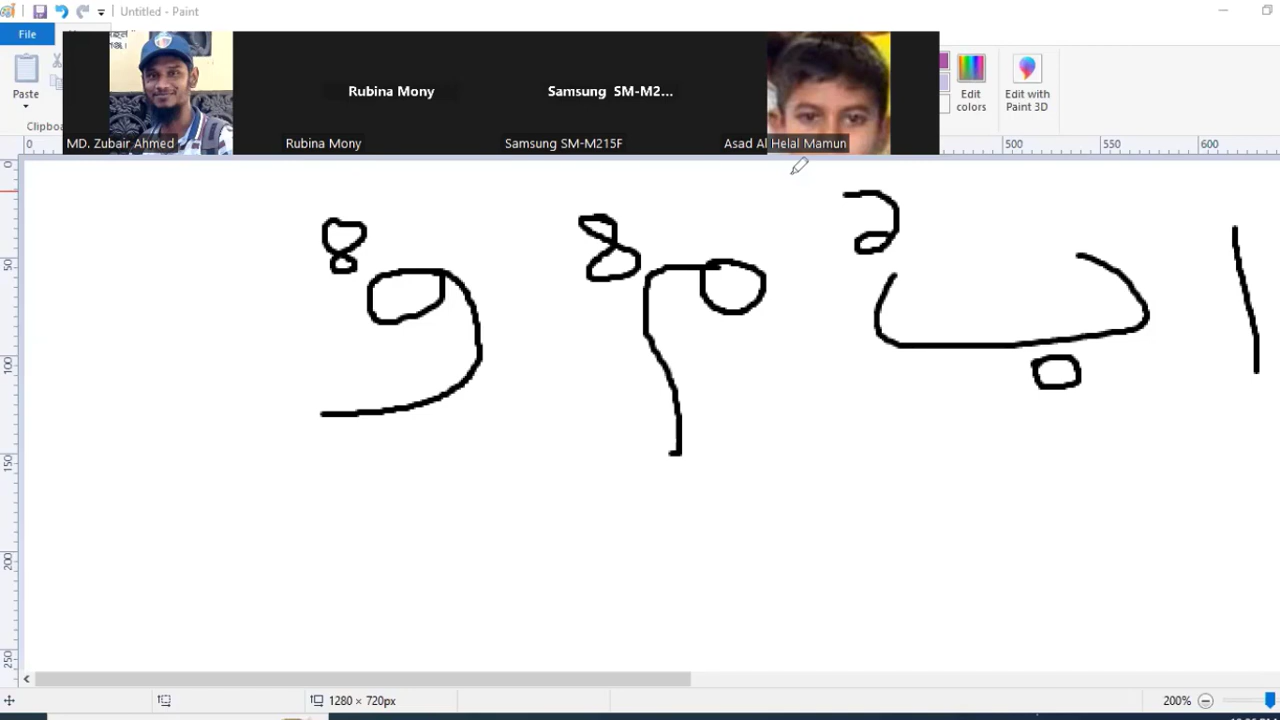 Untitled - Paint
File
Paste
Clipb
Edit colors
Edit with Paint 3D
Rubina Mony
Samsung SM-M2...
MD. Zubair Ahmed
Rubina Mony
Samsung SM-M215F
Asad Al Helal Mamun
0
500
550
600
0
50
100
150
200
250
ا ب م و
1280 × 720px
200%